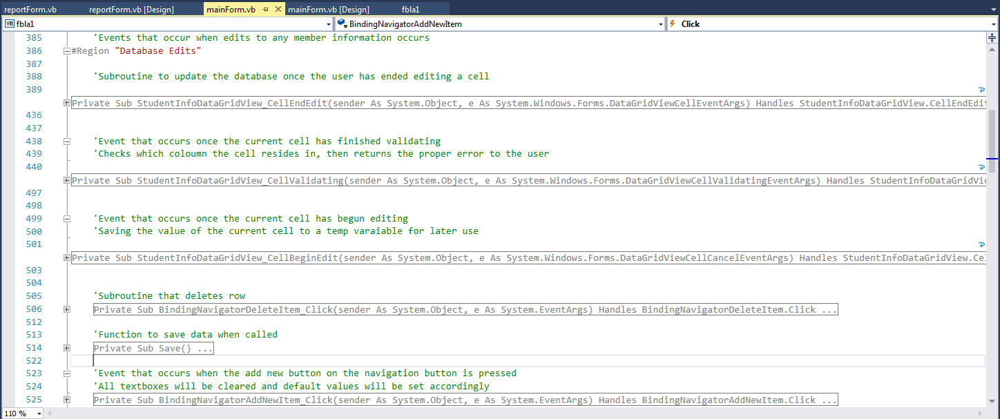 reportForm.vb reportForm.vb [Design] mainForm.vb mainForm.vb [Design] fbla1
VB fbla1 BindingNavigatorAddNewItem Click
385 'Events that occur when edits to any member information occurs
386 #Region "Database Edits"
387
388 'Subroutine to update the database once the user has ended editing a cell
389
Private Sub StudentInfoDataGridView_CellEndEdit(sender As System.Object, e As System.Windows.Forms.DataGridViewCellEventArgs) Handles StudentInfoDataGridView.CellEndEdit
436
437
438 'Event that occurs once the current cell has finished validating
439 'Checks which coloumn the cell resides in, then returns the proper error to the user
440
Private Sub StudentInfoDataGridView_CellValidating(sender As System.Object, e As System.Windows.Forms.DataGridViewCellValidatingEventArgs) Handles StudentInfoDataGridVie
497
498
499 'Event that occurs once the current cell has begun editing
500 'Saving the value of the current cell to a temp varaiable for later use
501
Private Sub StudentInfoDataGridView_CellBeginEdit(sender As System.Object, e As System.Windows.Forms.DataGridViewCellCancelEventArgs) Handles StudentInfoDataGridView.Cel
503
504
505 'Subroutine that deletes row
506 Private Sub BindingNavigatorDeleteItem_Click(sender As System.Object, e As System.EventArgs) Handles BindingNavigatorDeleteItem.Click ...
512
513 'Function to save data when called
514 Private Sub Save() ...
522
523 'Event that occurs when the add new button on the navigation button is pressed
524 'All textboxes will be cleared and default values will be set accordingly
525 Private Sub BindingNavigatorAddNewItem_Click(sender As System.Object, e As System.EventArgs) Handles BindingNavigatorAddNewItem.Click ...
110 %